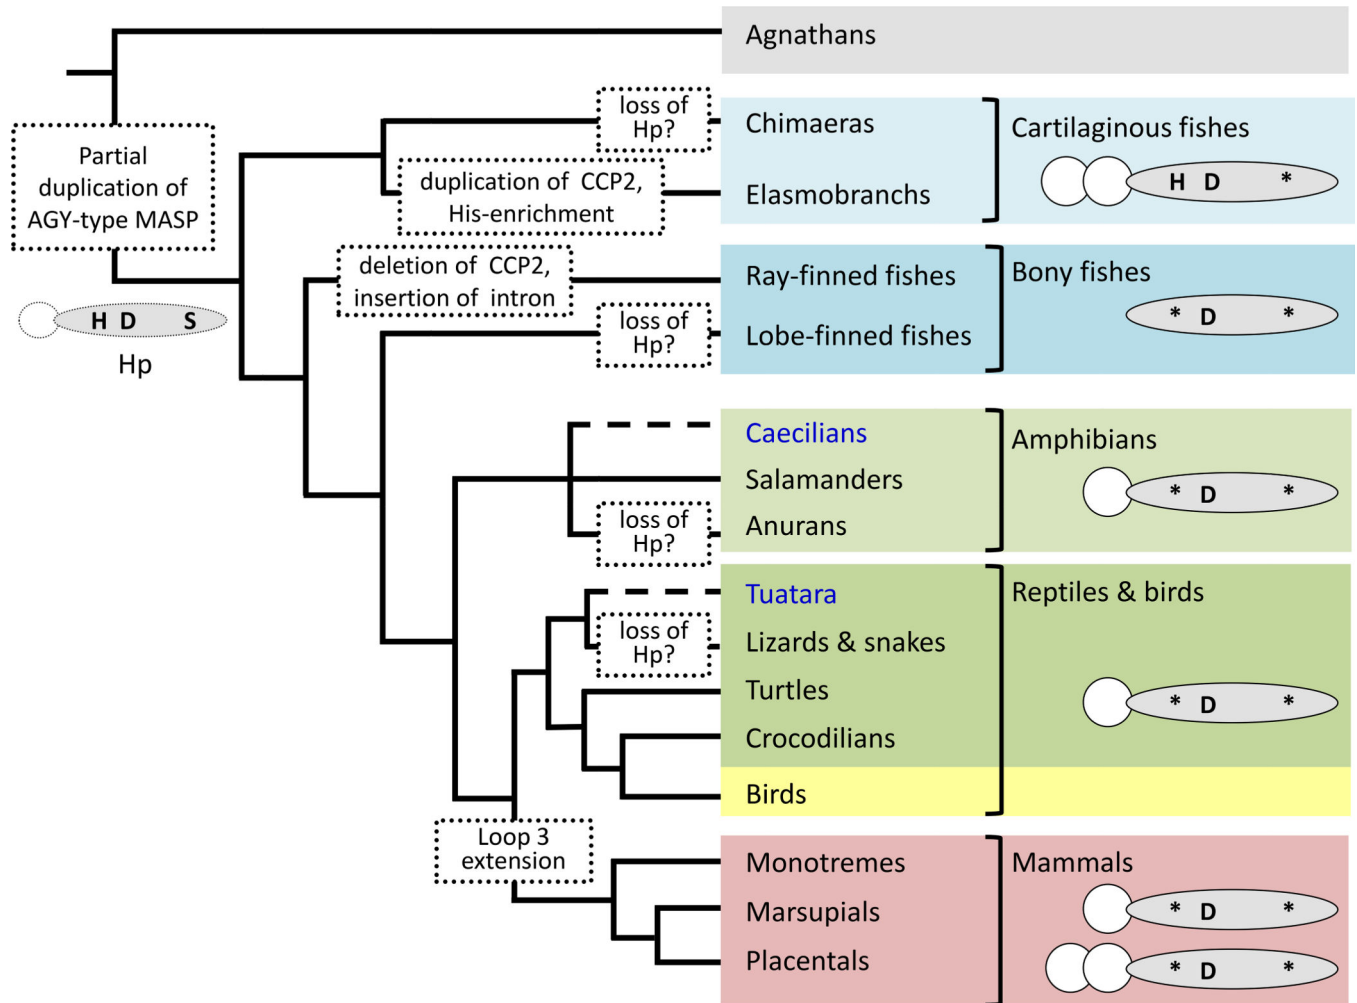 Agnathans
Partial
duplication of
AGY-type MASP
H D S
Hp
loss of
Hp?
Chimaeras
duplication of CCP2,
His-enrichment
Elasmobranchs
Cartilaginous fishes
H D *
deletion of CCP2,
insertion of intron
Ray-finned fishes
loss of
Hp?
Lobe-finned fishes
Bony fishes
* D *
Caecilians
Salamanders
loss of
Hp?
Anurans
Amphibians
* D *
Tuatara
loss of
Hp?
Lizards & snakes
Turtles
Crocodilians
Birds
Reptiles & birds
* D *
Loop 3
extension
Monotremes
Marsupials
Placentals
Mammals
* D *
* D *